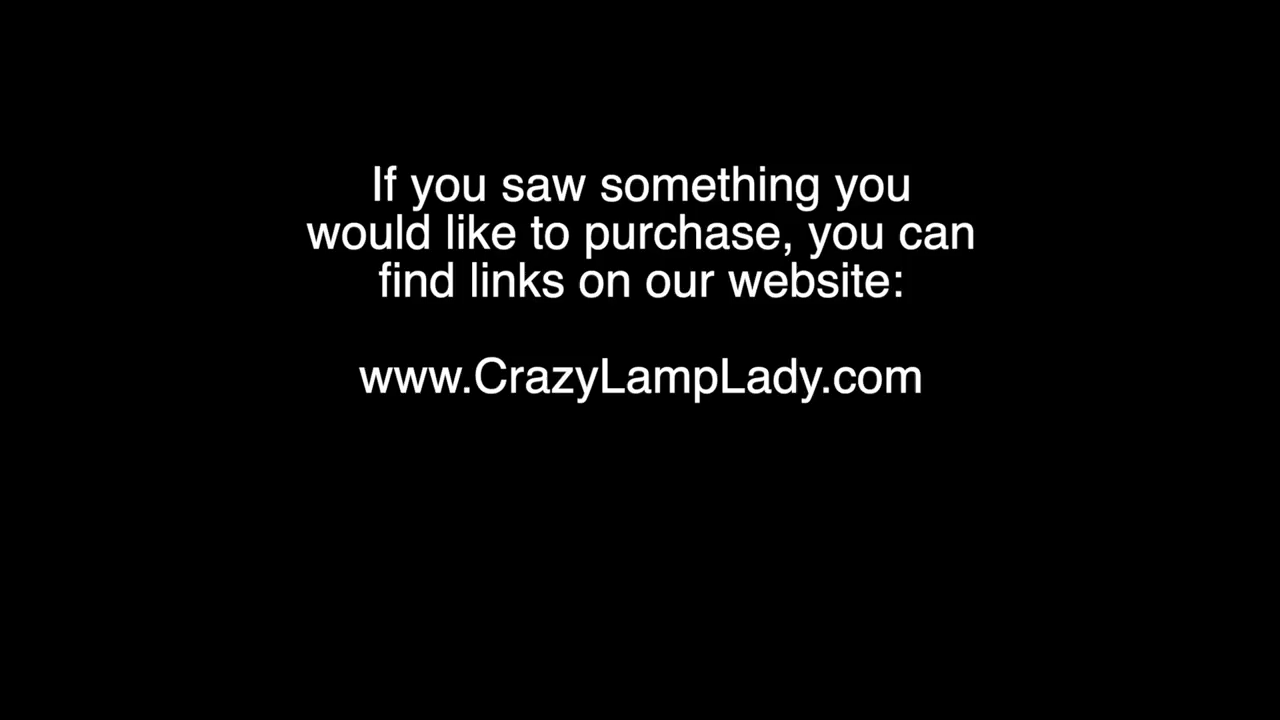 If you saw something you
would like to purchase, you can
find links on our website:
www.CrazyLampLady.com